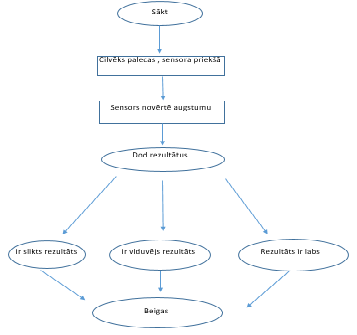 Sākt
Cilvēks palecas , sensora priekšā
Sensors novērtē augstumu
Dod rezultātus
Ir slikts rezultāts
Ir viduvējs rezultāts
Rezultāts ir labs
Beigas